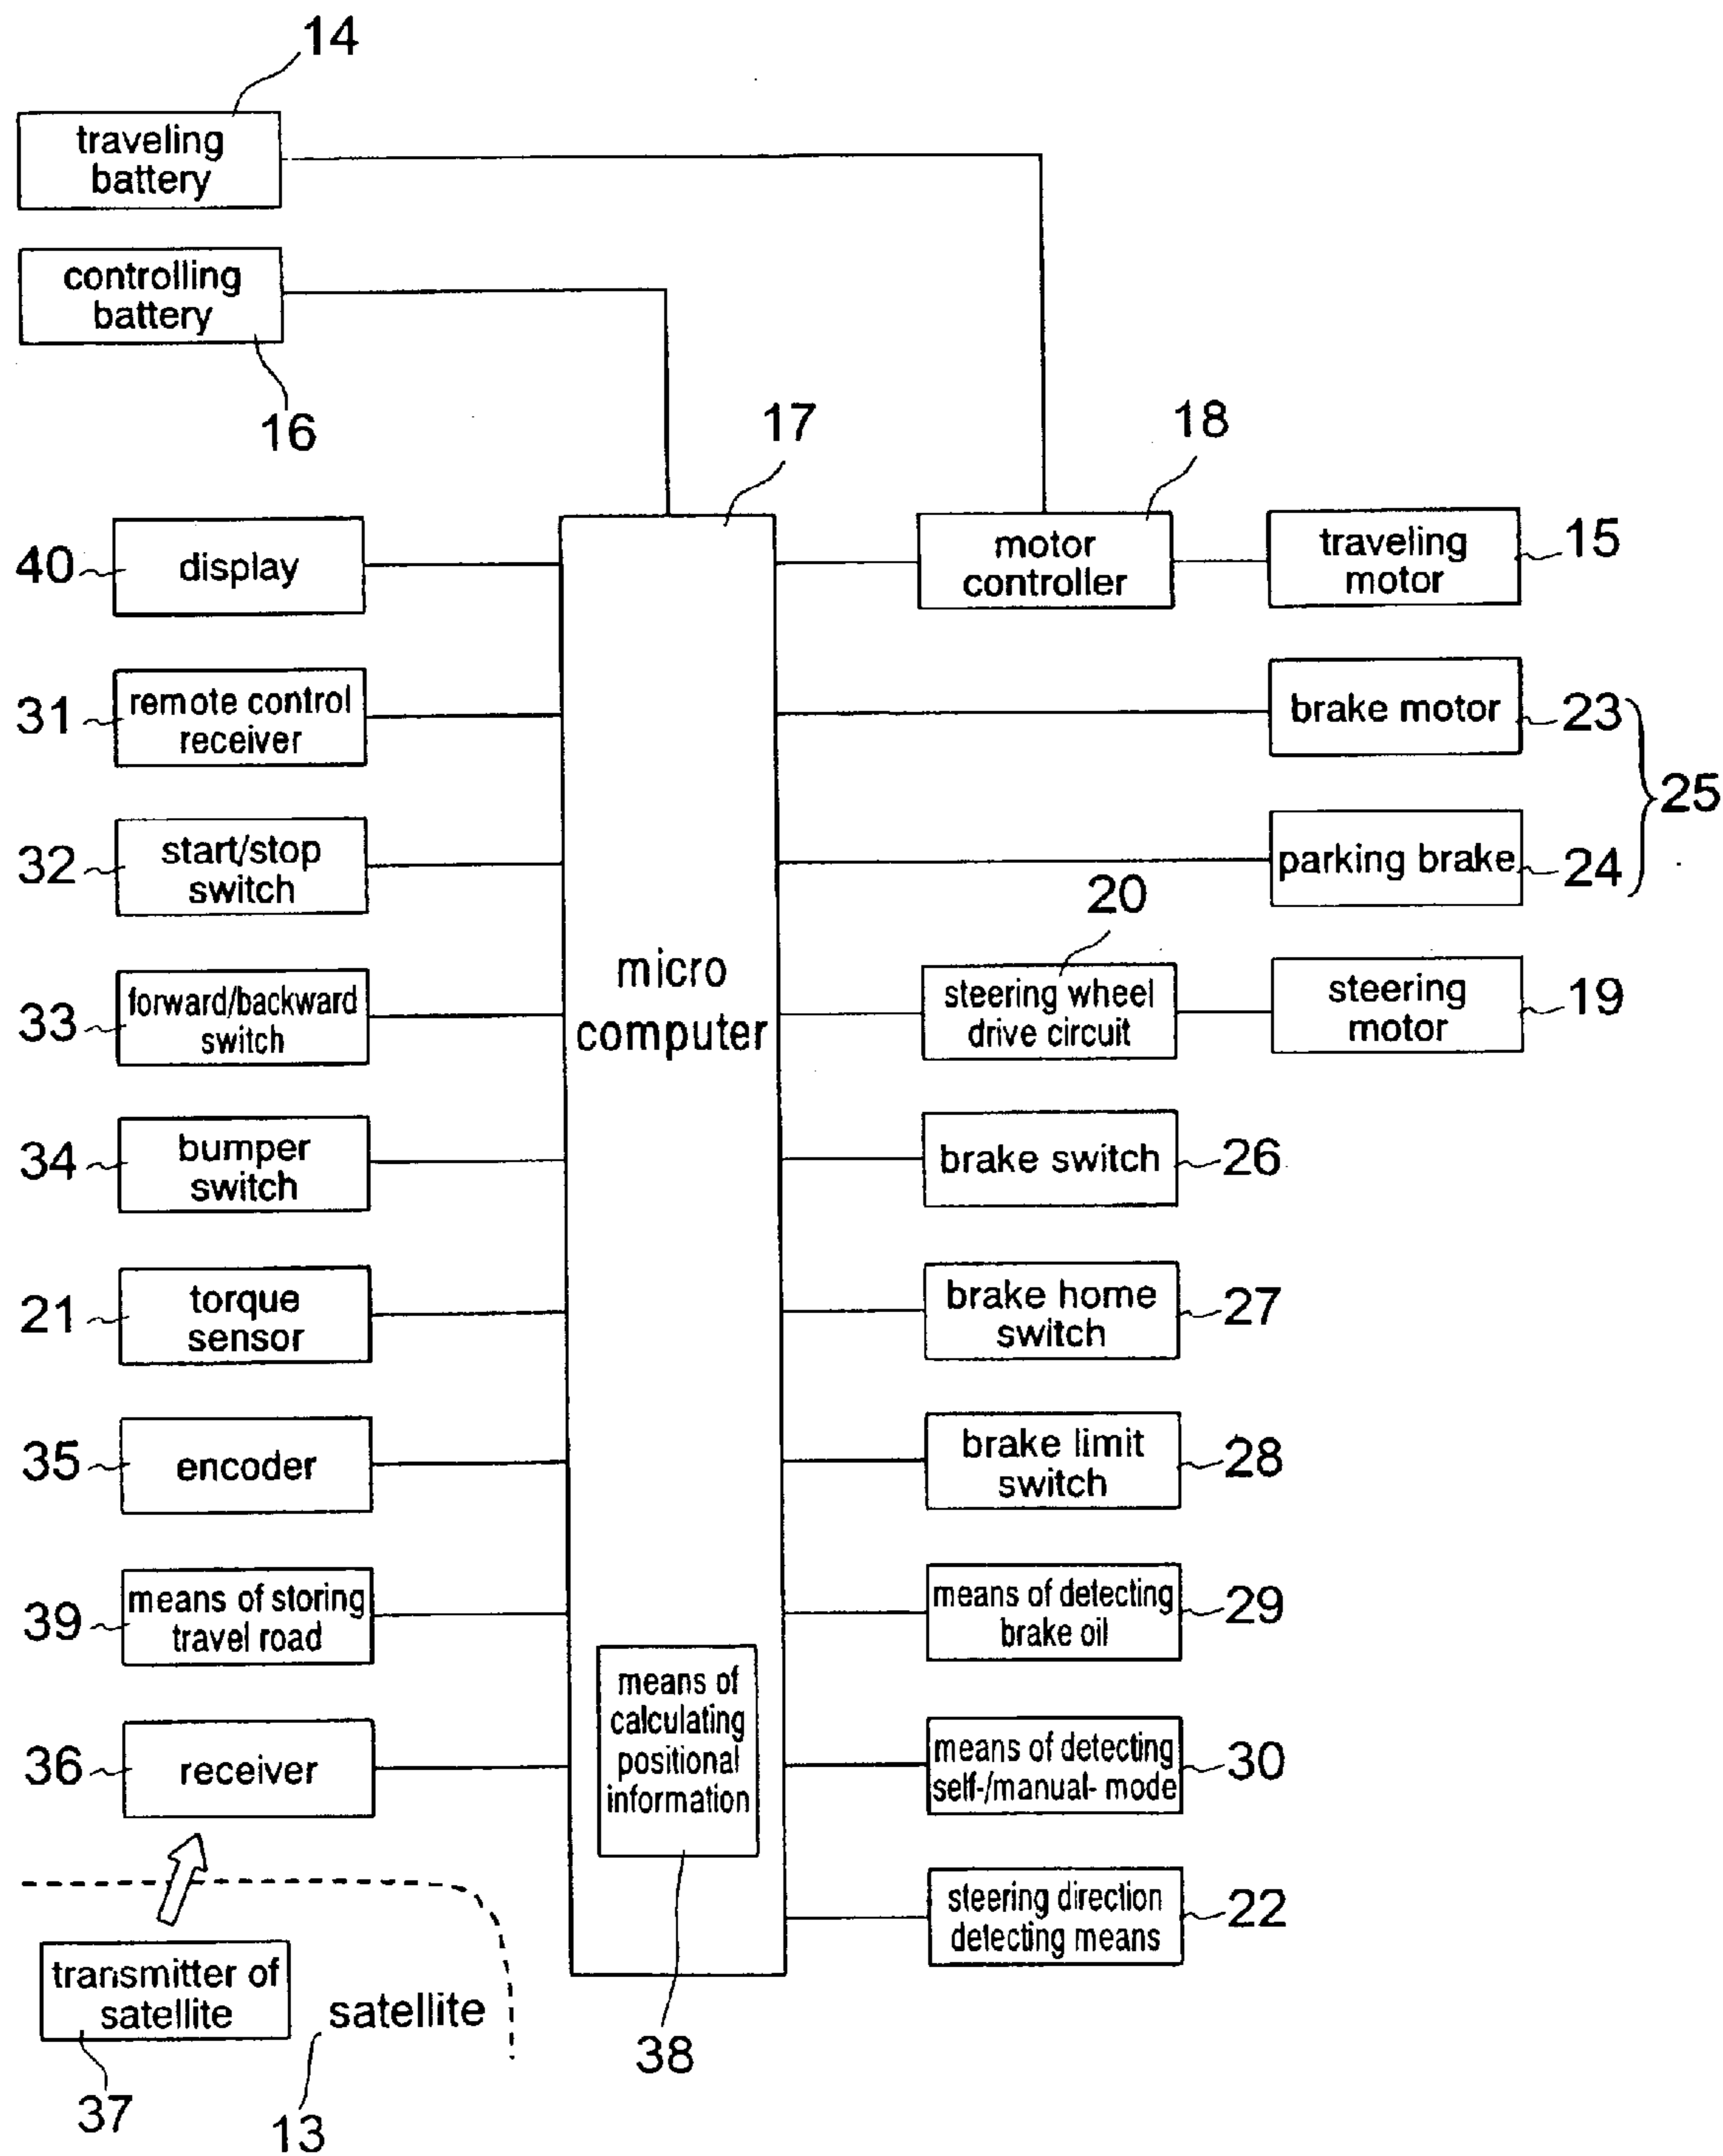 14
traveling
battery
controlling
battery
16
17
18
40
display
motor
controller
traveling
motor
15
31
remote control
receiver
brake motor
23
25
32
start/stop
switch
parking brake
24
20
33
forward/backward
switch
micro
computer
steering wheel
drive circuit
steering
motor
19
34
bumper
switch
brake switch
26
21
torque
sensor
brake home
switch
27
35
encoder
brake limit
switch
28
39
means of storing
travel road
means of detecting
brake oil
29
36
receiver
means of
calculating
positional
information
means of detecting
self-/manual- mode
30
steering direction
detecting means
22
transmitter of
satellite
satellite
38
37
13